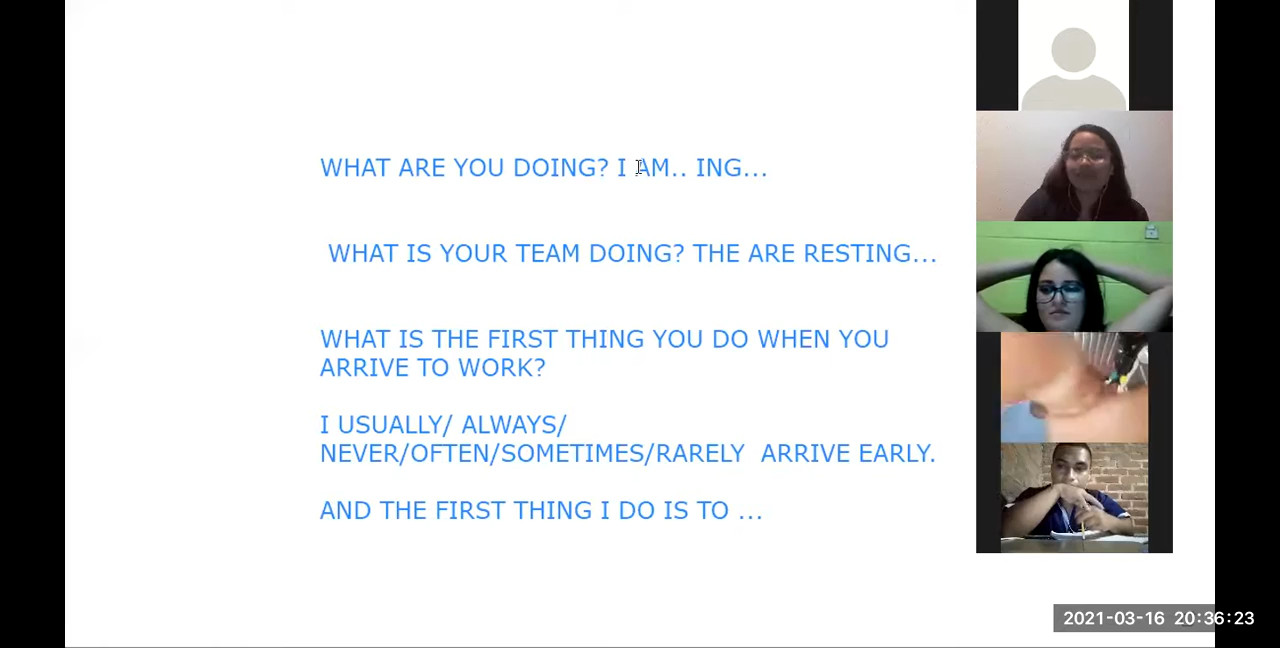 WHAT ARE YOU DOING? I AM.. ING...
WHAT IS YOUR TEAM DOING? THE ARE RESTING...
WHAT IS THE FIRST THING YOU DO WHEN YOU
ARRIVE TO WORK?
I USUALLY/ ALWAYS/
NEVER/OFTEN/SOMETIMES/RARELY  ARRIVE EARLY.
AND THE FIRST THING I DO IS TO ...
2021-03-16 20:36:23